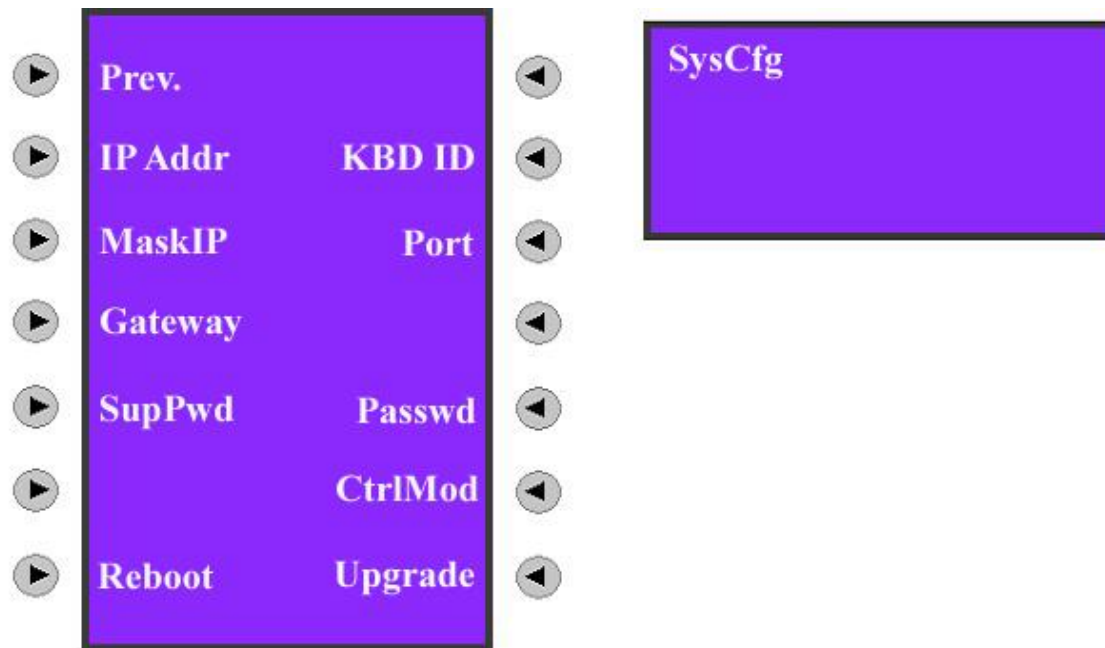 Prev.
IP Addr KBD ID
MaskIP Port
Gateway
SupPwd Passwd
CtrlMod
Reboot Upgrade
SysCfg